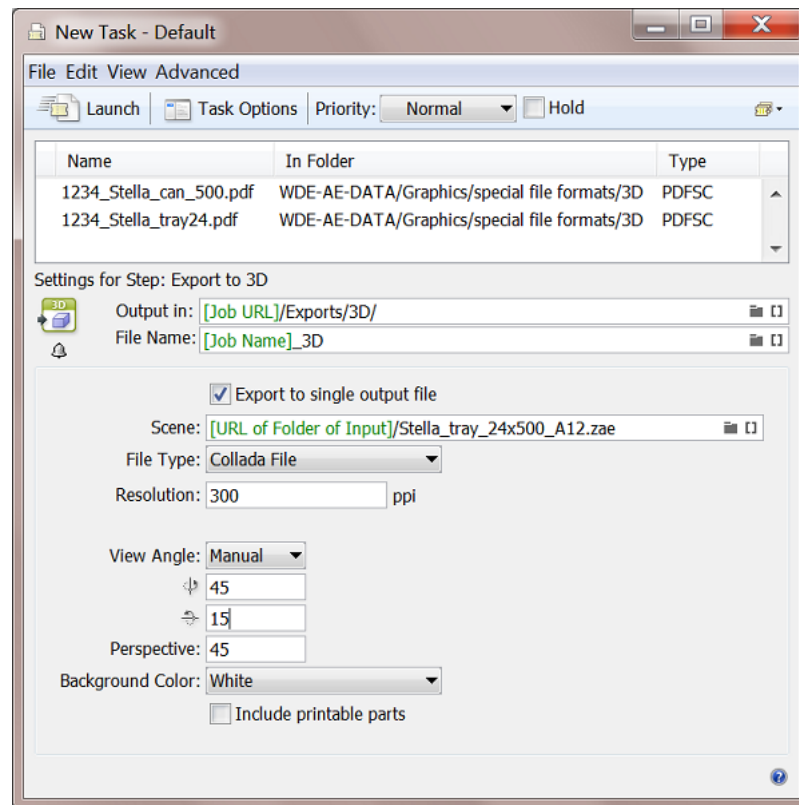 New Task - Default
File Edit View Advanced
Launch Task Options Priority: Normal Hold
Name In Folder Type
1234_Stella_can_500.pdf WDE-AE-DATA/Graphics/special file formats/3D PDFSC
1234_Stella_tray24.pdf WDE-AE-DATA/Graphics/special file formats/3D PDFSC
Settings for Step: Export to 3D
3D
Output in: [Job URL]/Exports/3D/
File Name: [Job Name]_3D
Export to single output file
Scene: [URL of Folder of Input]/Stella_tray_24x500_A12.zae
File Type: Collada File
Resolution: 300 ppi
View Angle: Manual
45
15
Perspective: 45
Background Color: White
Include printable parts